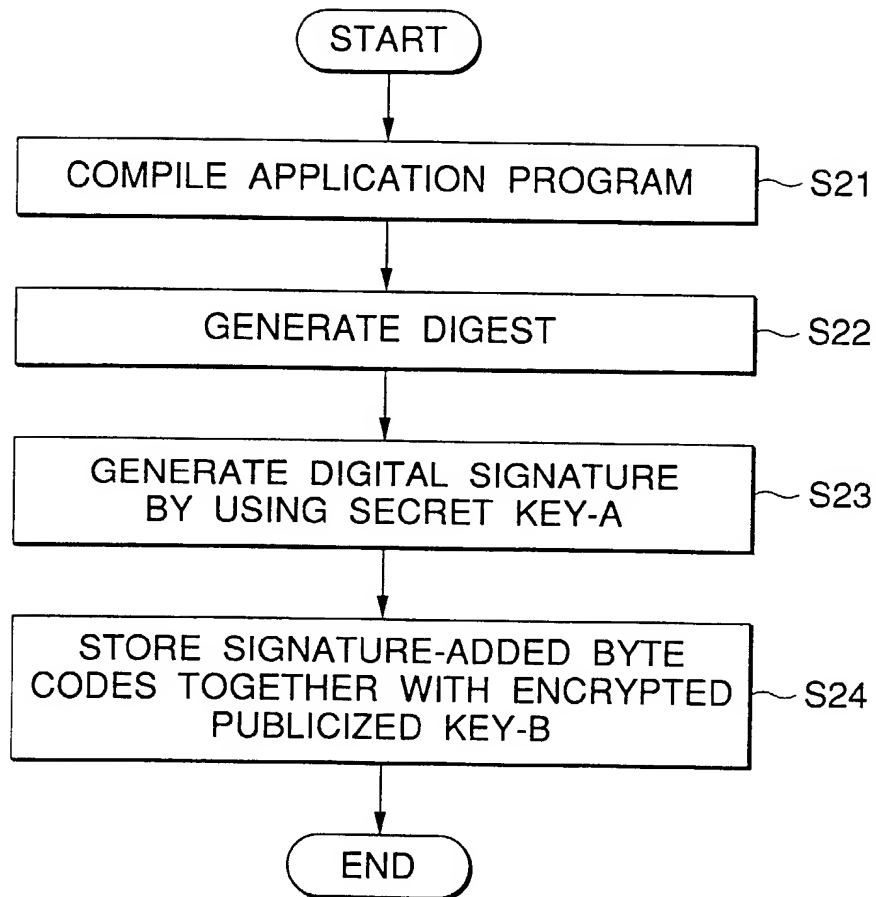 START
COMPILE APPLICATION PROGRAM
S21
GENERATE DIGEST
S22
GENERATE DIGITAL SIGNATURE
BY USING SECRET KEY-A
S23
STORE SIGNATURE-ADDED BYTE
CODES TOGETHER WITH ENCRYPTED
PUBLICIZED KEY-B
S24
END